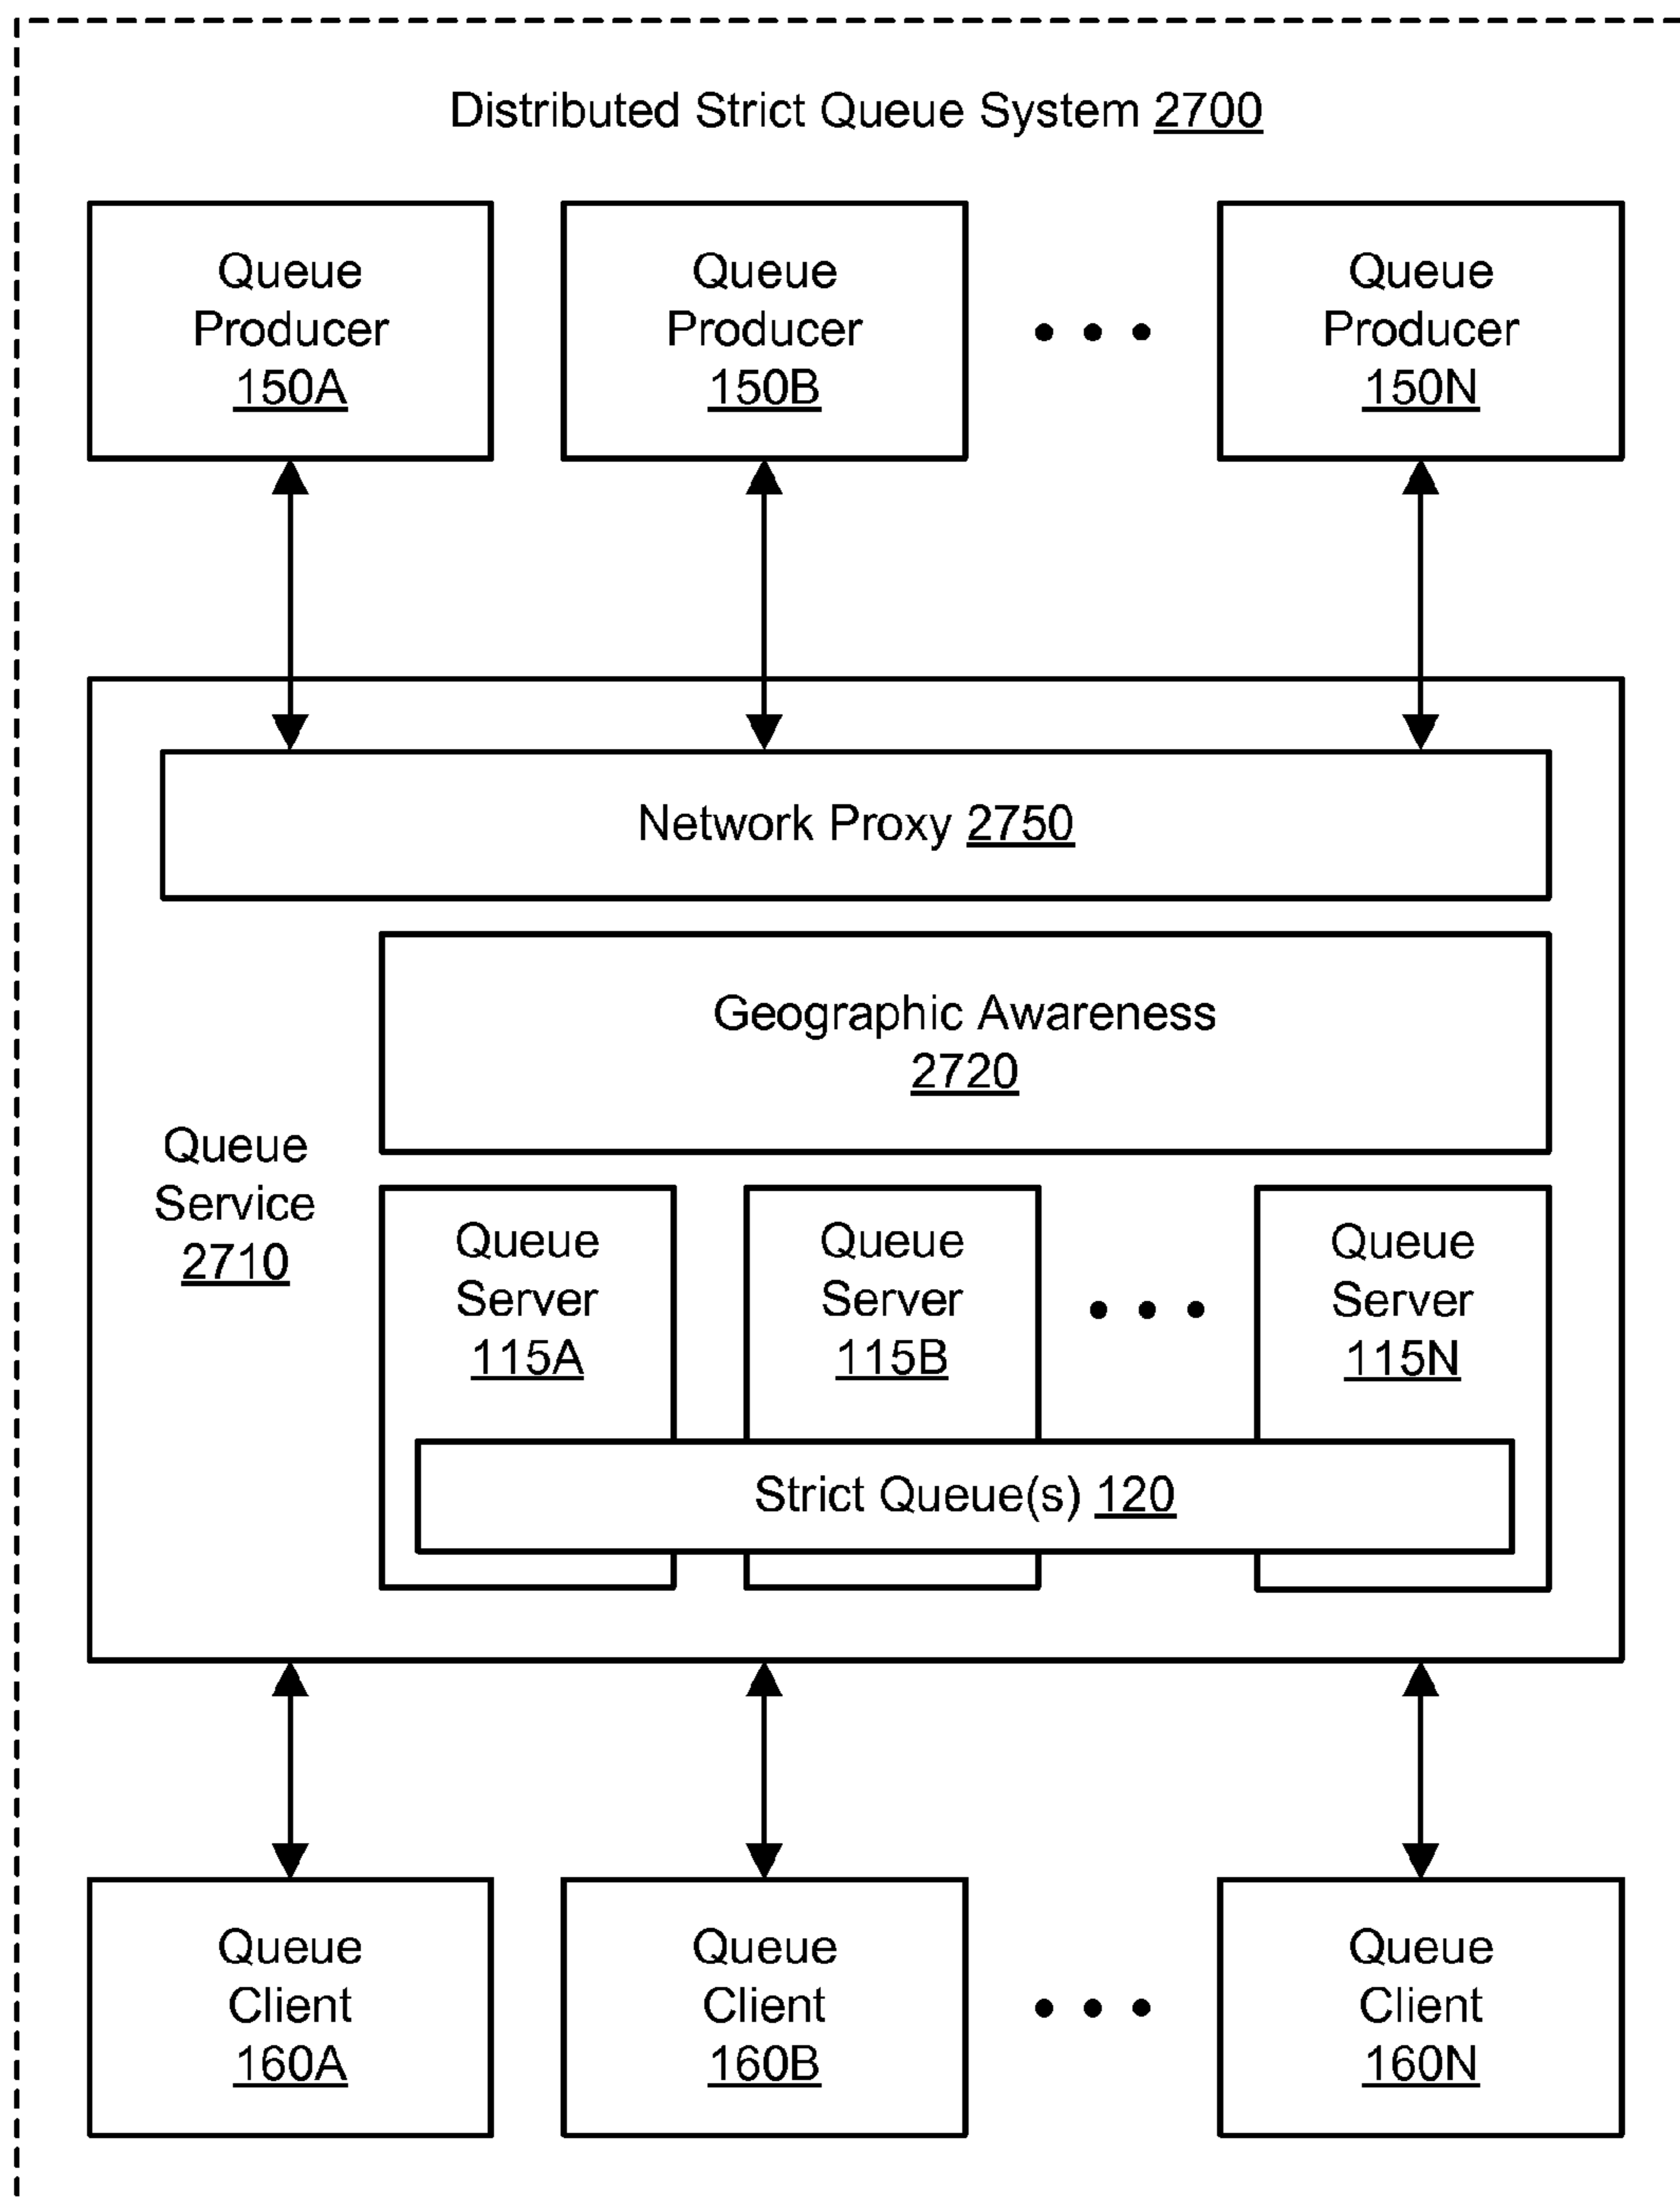 Distributed Strict Queue System 2700
Queue
Producer
150A
Queue
Producer
150B
Queue
Producer
150N
Network Proxy 2750
Geographic Awareness
2720
Queue
Service
2710
Queue
Server
115A
Queue
Server
115B
Queue
Server
115N
Strict Queue(s) 120
Queue
Client
160A
Queue
Client
160B
Queue
Client
160N